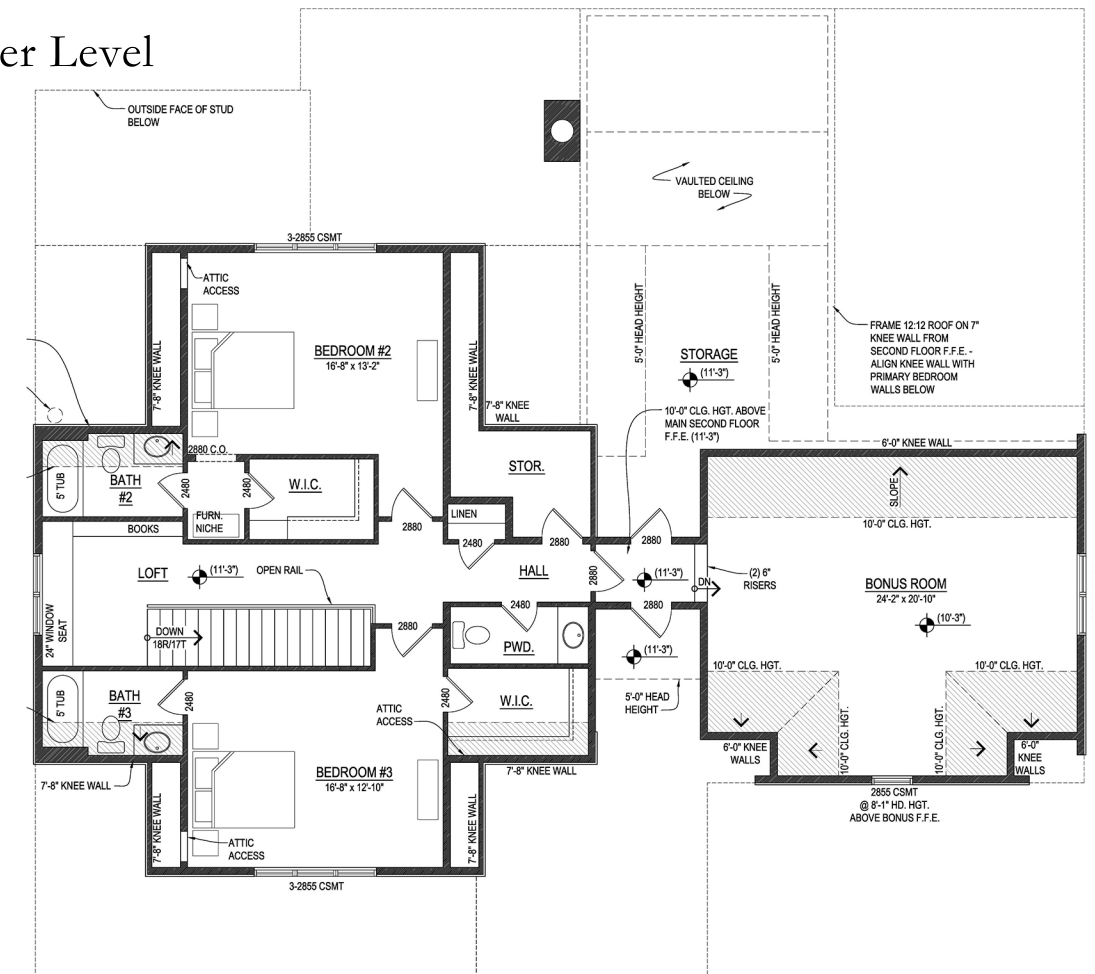 er Level
OUTSIDE FACE OF STUD
BELOW
VAULTED CEILING
BELOW
3-2855 CSMT
ATTIC
ACCESS
7'-8" KNEE WALL
BEDROOM #2
16'-8" x 13'-2"
7'-8" KNEE WALL
7'-8" KNEE
WALL
5'-0" HEAD HEIGHT
5'-0" HEAD HEIGHT
STORAGE
(11'-3")
FRAME 12:12 ROOF ON 7"
KNEE WALL FROM
SECOND FLOOR F.F.E. -
ALIGN KNEE WALL WITH
PRIMARY BEDROOM
WALLS BELOW
10'-0" CLG. HGT. ABOVE
MAIN SECOND FLOOR
F.F.E. (11'-3")
6'-0" KNEE WALL
2880 C.O.
5' TUB
BATH
#2
2480
2480
W.I.C.
FURN.
NICHE
STOR.
SLOPE
10'-0" CLG. HGT.
LINEN
2880
2480
2880
2880
BOOKS
LOFT
(11'-3")
OPEN RAIL
HALL
2880
(11'-3")
DN
(2) 6"
RISERS
BONUS ROOM
24'-2" x 20'-10"
(10'-3")
24" WINDOW
SEAT
DOWN
18R/17T
2880
2480
2880
PWD.
(11'-3")
5'-0" HEAD
HEIGHT
10'-0" CLG. HGT.
10'-0" CLG. HGT.
5' TUB
BATH
#3
2480
2480
W.I.C.
ATTIC
ACCESS
10'-0" CLG. HGT.
10'-0" CLG. HGT.
6'-0" KNEE
WALLS
6'-0"
KNEE
WALLS
7'-8" KNEE WALL
BEDROOM #3
16'-8" x 12'-10"
7'-8" KNEE WALL
2855 CSMT
@ 8'-1" HD. HGT.
ABOVE BONUS F.F.E.
7'-8" KNEE WALL
ATTIC
ACCESS
7'-8" KNEE WALL
3-2855 CSMT